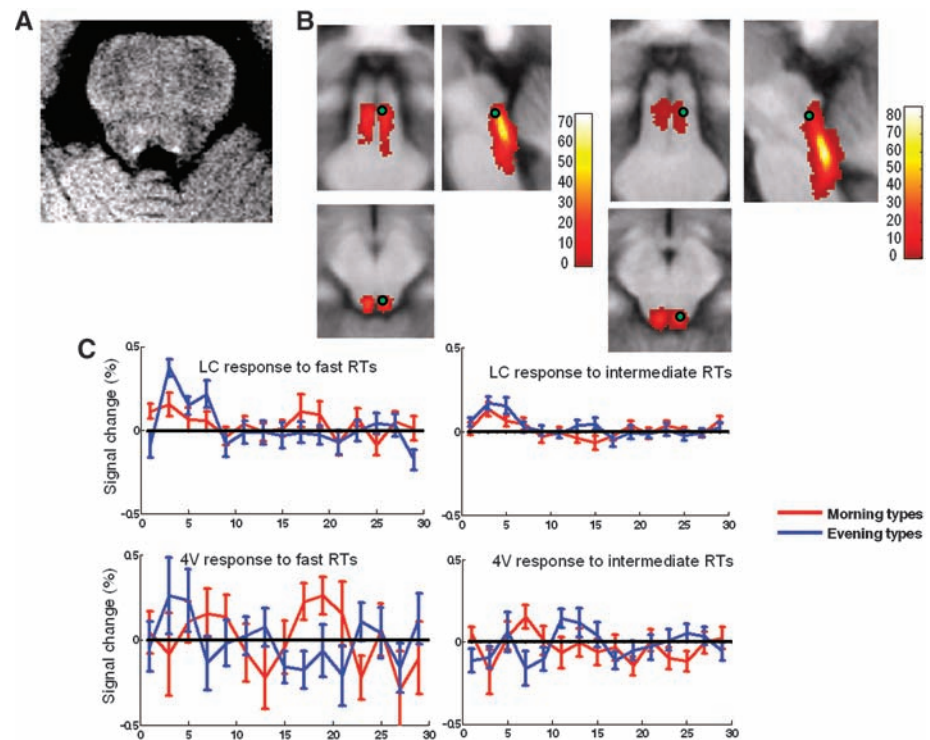 A
B
70
60
50
40
30
20
10
0
80
70
60
50
40
30
20
10
0
C
LC response to fast RTs
Signal change (%)
0.5
0
-0.5
0 5 10 15 20 25 30
LC response to intermediate RTs
0.5
0
-0.5
0 5 10 15 20 25 30
Morning types
Evening types
4V response to fast RTs
Signal change (%)
0.5
0
-0.5
0 5 10 15 20 25 30
4V response to intermediate RTs
0.5
0
-0.5
0 5 10 15 20 25 30